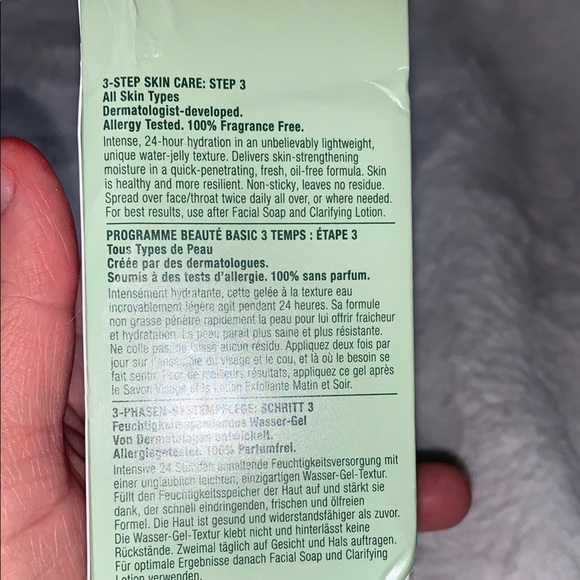 3-STEP SKIN CARE: STEP 3
All Skin Types
Dermatologist-developed.
Allergy Tested. 100% Fragrance Free.
Intense, 24-hour hydration in an unbelievably lightweight,
unique water-jelly texture. Delivers skin-strengthening
moisture in a quick-penetrating, fresh, oil-free formula. Skin
is healthy and more resilient. Non-sticky, leaves no residue.
Spread over face/throat twice daily all over, or where needed.
For best results, use after Facial Soap and Clarifying Lotion.
PROGRAMME BEAUTÉ BASIC 3 TEMPS : ÉTAPE 3
Tous Types de Peau
Créée par des dermatologues.
Soumis à des tests d'allergie. 100% sans parfum.
Intensément hydratante, cette gelée à la texture eau
incroyablement légère agit pendant 24 heures. Sa formule
non grasse pénètre rapidement la peau pour lui offrir fraîcheur
et hydratation. La peau paraît plus saine et plus résistante.
Ne colle pas, ne laisse aucun résidu. Appliquez deux fois par
jour sur l'ensemble du visage et le cou, et là où le besoin se
fait sentir. Pour de meilleurs résultats, appliquez ce gel après
le Savon Visage et la Lotion Exfoliante Matin et Soir.
3-PHASEN-SYSTEMPFLEGE: SCHRITT 3
Feuchtigkeitsspendendes Wasser-Gel
Von Dermatologen entwickelt.
Allergiegetestet. 100% Parfumfrei.
Intensive 24 Stunden anhaltende Feuchtigkeitsversorgung mit
einer unglaublich leichten, einzigartigen Wasser-Gel-Textur.
Füllt den Feuchtigkeitsspeicher der Haut auf und stärkt sie
dank, der schnell eindringenden, frischen und ölfreien
Formel. Die Haut ist gesund und widerstandsfähiger als zuvor.
Die Wasser-Gel-Textur klebt nicht und hinterlässt keine
Rückstände. Zweimal täglich auf Gesicht und Hals auftragen.
Für optimale Ergebnisse danach Facial Soap und Clarifying
Lotion verwenden.